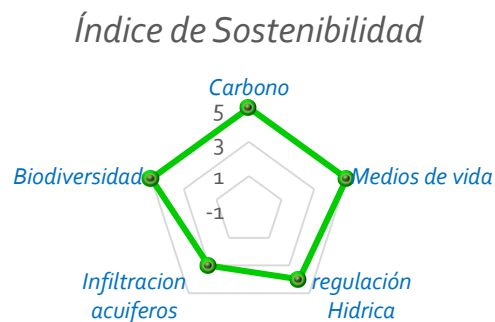 Índice de Sostenibilidad
Carbono
5
3
1
-1
Biodiversidad
Medios de vida
Infiltracion
acuiferos
regulación
Hidrica